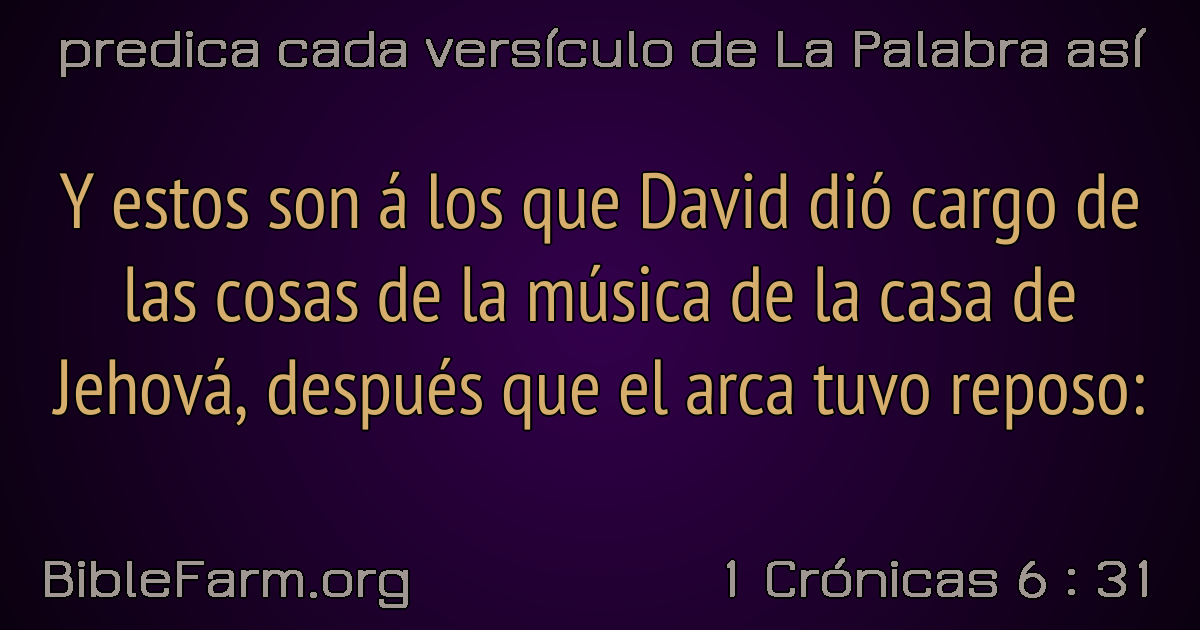 predica cada versículo de La Palabra así
Y estos son á los que David dió cargo de
las cosas de la música de la casa de
Jehová, después que el arca tuvo reposo:
BibleFarm.org
1 Crónicas 6 : 31